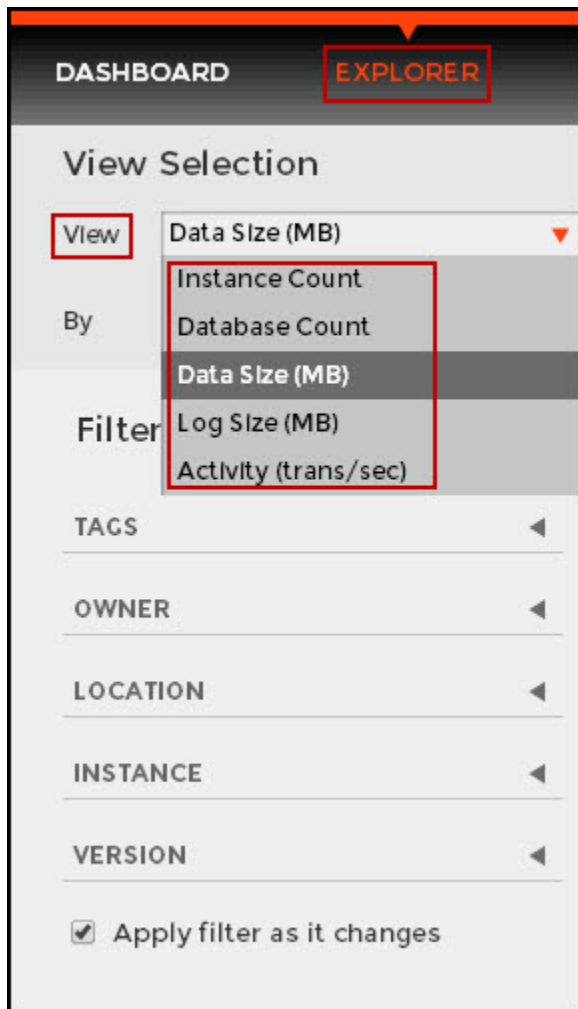 DASHBOARD EXPLORER
View Selection
View Data Size (MB)
Instance Count
By Database Count
Data Size (MB)
Filter Log Size (MB)
Activity (trans/sec)
TAGS
OWNER
LOCATION
INSTANCE
VERSION
Apply filter as it changes